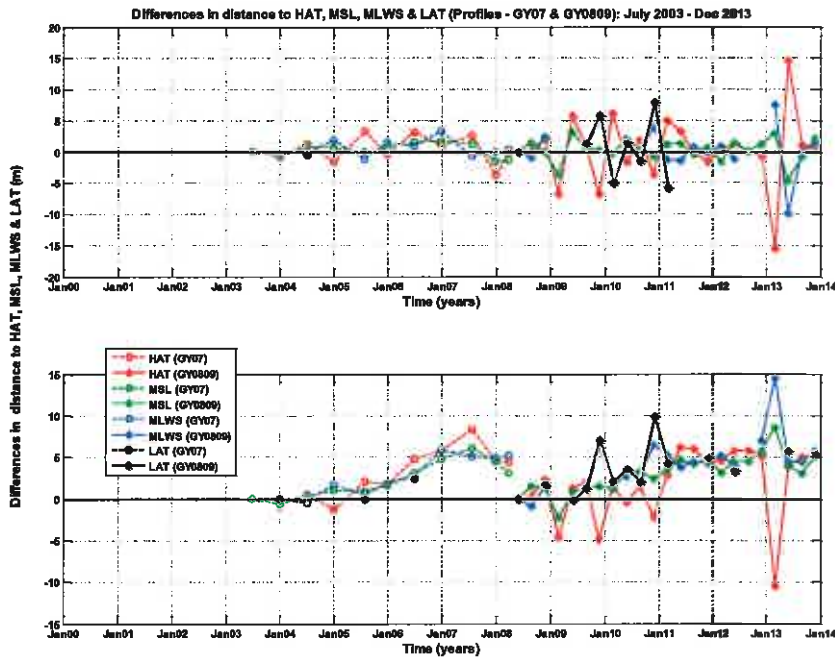 Differences in distance to HAT, MSL, MLWS & LAT (Profiles - GY07 & GY0809): July 2003 - Dec 2013
Differences in distance to HAT, MSL, MLWS & LAT (m)
20
15
10
5
0
-5
-10
-15
-20
Jan00 Jan01 Jan02 Jan03 Jan04 Jan05 Jan06 Jan07 Jan08 Jan09 Jan10 Jan11 Jan12 Jan13 Jan14
Time (years)
15
10
5
0
-5
-10
-15
HAT (GY07)
HAT (GY0809)
MSL (GY07)
MSL (GY0809)
MLWS (GY07)
MLWS (GY0809)
LAT (GY07)
LAT (GY0809)
Jan00 Jan01 Jan02 Jan03 Jan04 Jan05 Jan06 Jan07 Jan08 Jan09 Jan10 Jan11 Jan12 Jan13 Jan14
Time (years)